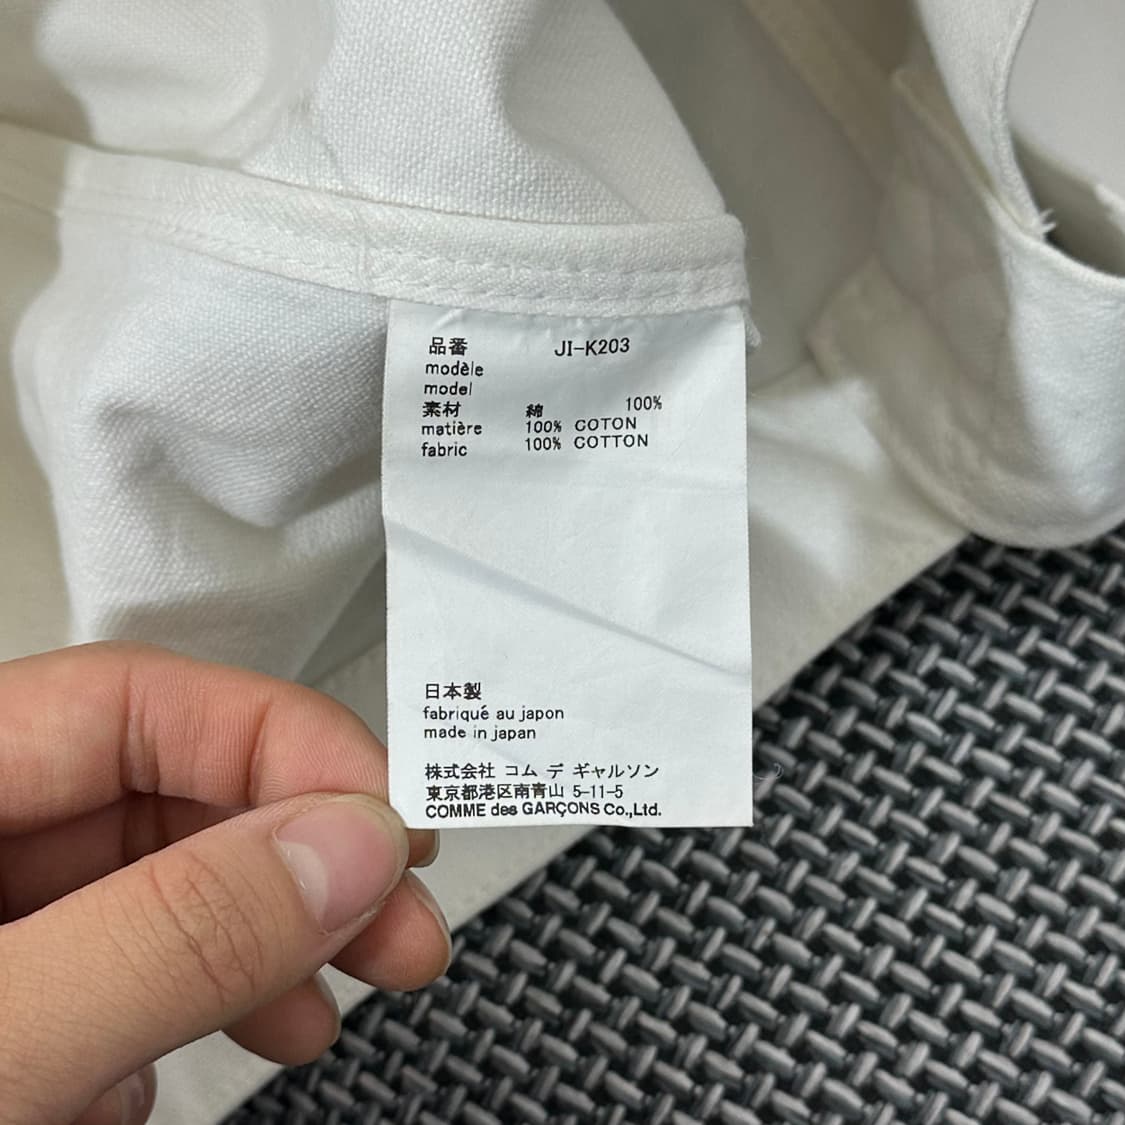 品番 JI-K203
modèle
model
素材 綿 100%
matière 100% COTON
fabric 100% COTTON
日本製
fabriqué au japon
made in japan
株式会社 コム デ ギャルソン
東京都港区南青山 5-11-5
COMME des GARÇONS Co.,Ltd.